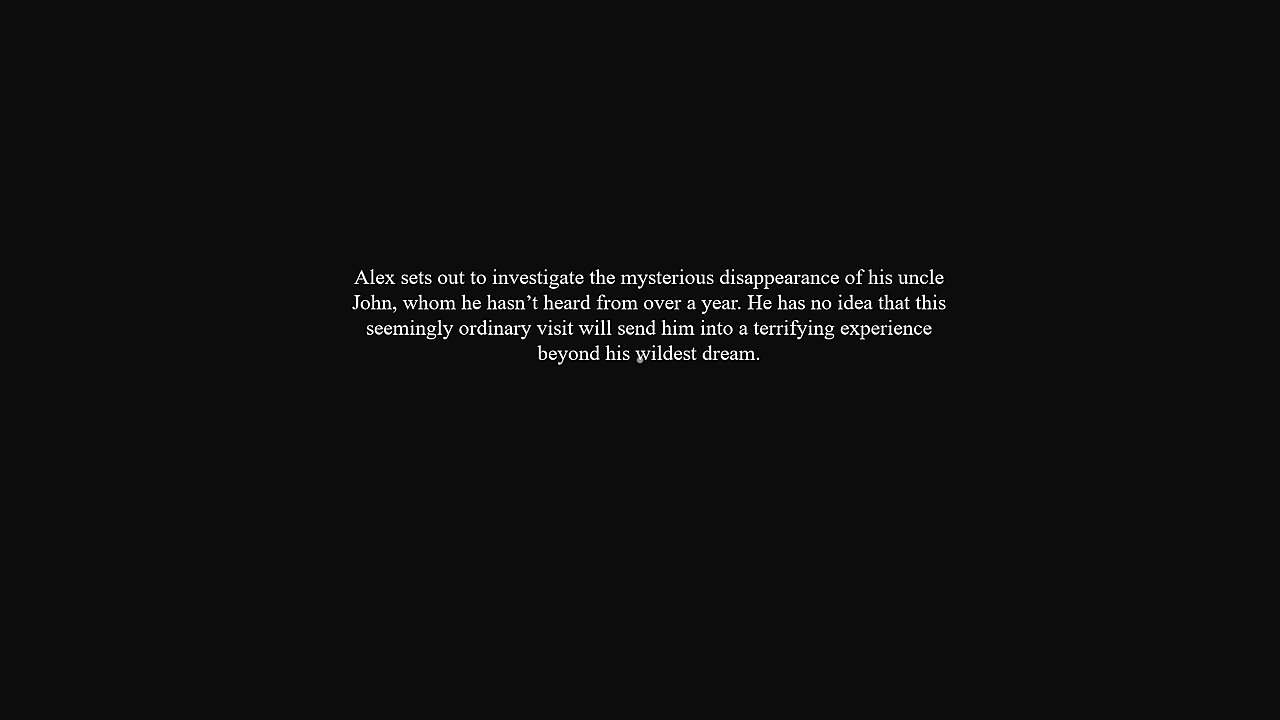 Alex sets out to investigate the mysterious disappearance of his uncle
John, whom he hasn’t heard from over a year. He has no idea that this
seemingly ordinary visit will send him into a terrifying experience
beyond his wildest dream.